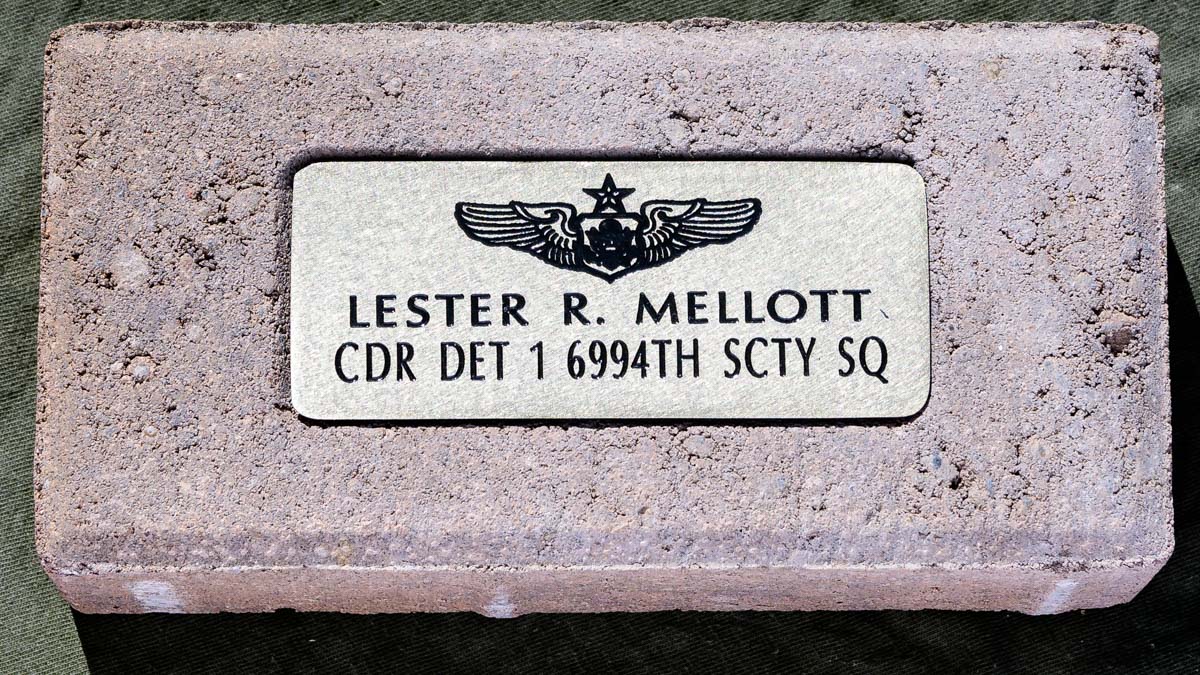 LESTER R. MELLOTT
CDR DET 1 6994TH SCTY SQ